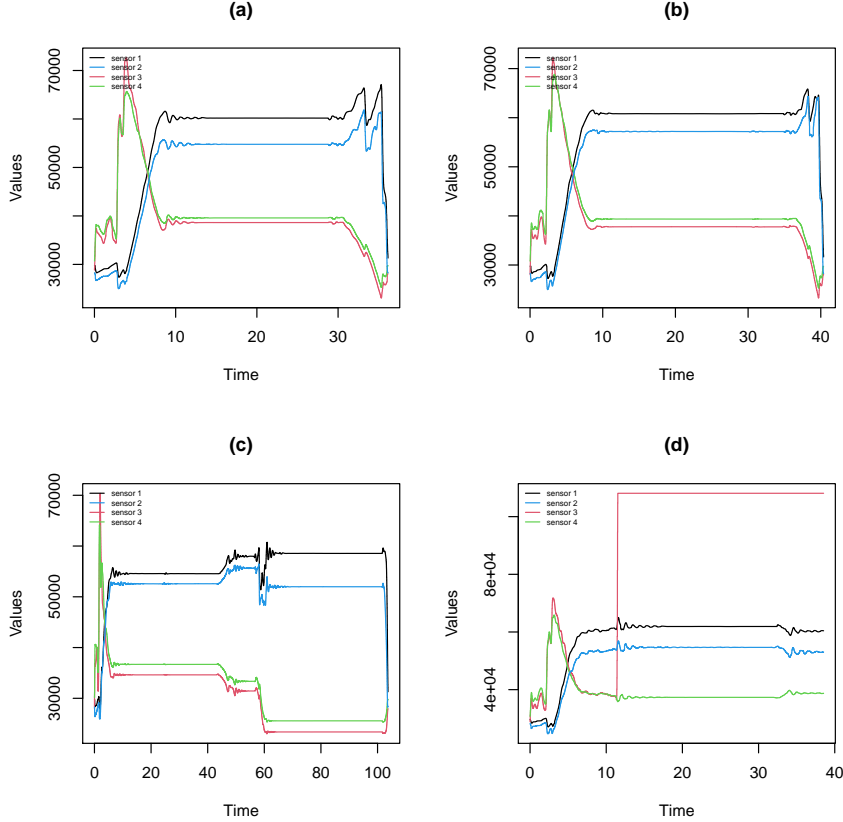 (a)
Values
70000
50000
30000
sensor 1
sensor 2
sensor 3
sensor 4
0
10
20
30
Time
(b)
Values
70000
50000
30000
sensor 1
sensor 2
sensor 3
sensor 4
0
10
20
30
40
Time
(c)
Values
70000
50000
30000
sensor 1
sensor 2
sensor 3
sensor 4
0
20
40
60
80
100
Time
(d)
Values
8e+04
4e+04
sensor 1
sensor 2
sensor 3
sensor 4
0
10
20
30
40
Time